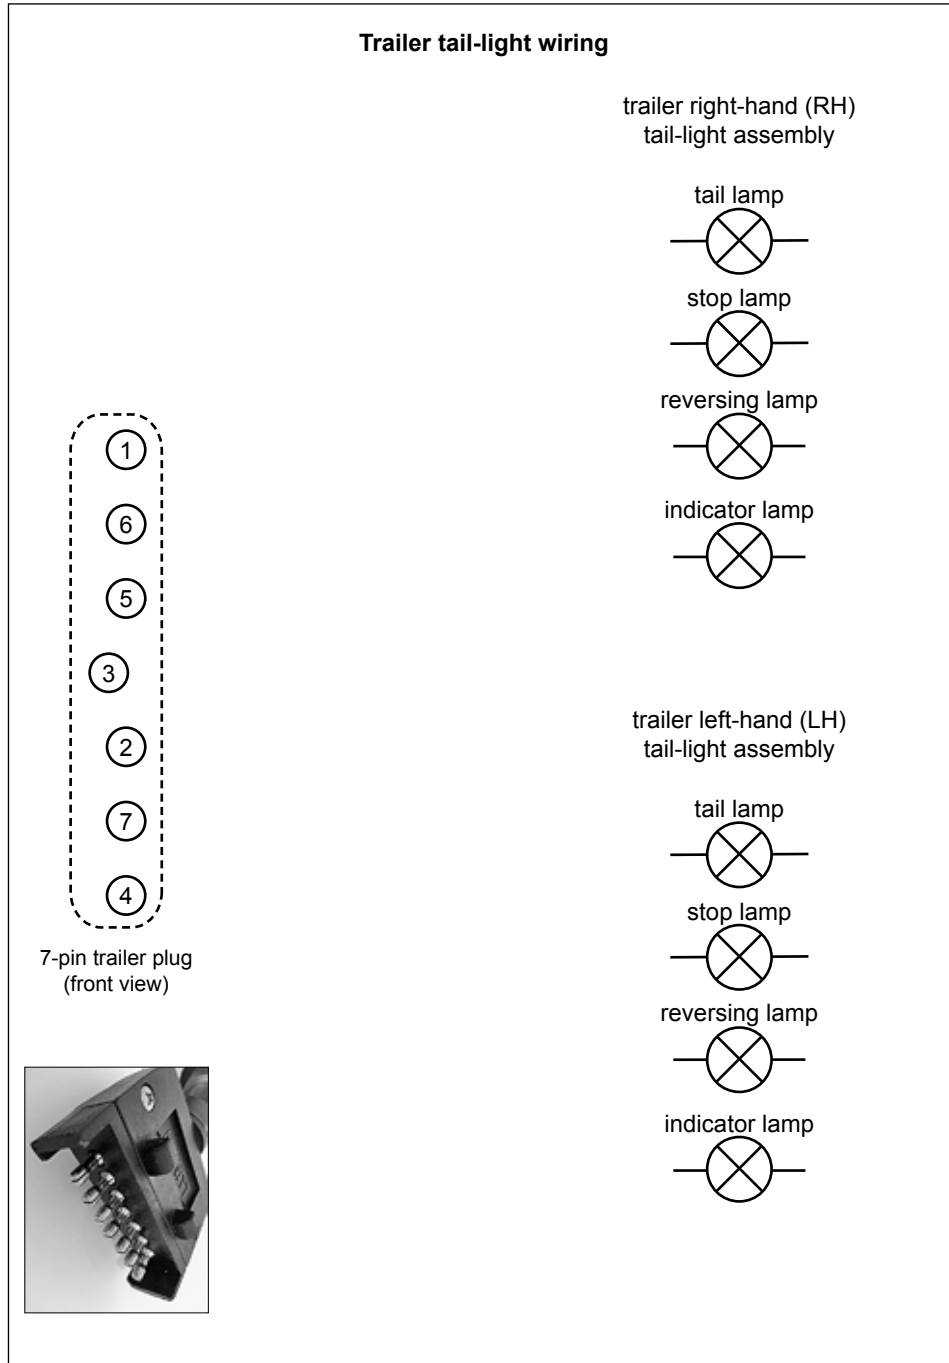 Trailer tail-light wiring
trailer right-hand (RH)
tail-light assembly
tail lamp
stop lamp
reversing lamp
indicator lamp
1
6
5
3
2
7
4
7-pin trailer plug
(front view)
trailer left-hand (LH)
tail-light assembly
tail lamp
stop lamp
reversing lamp
indicator lamp